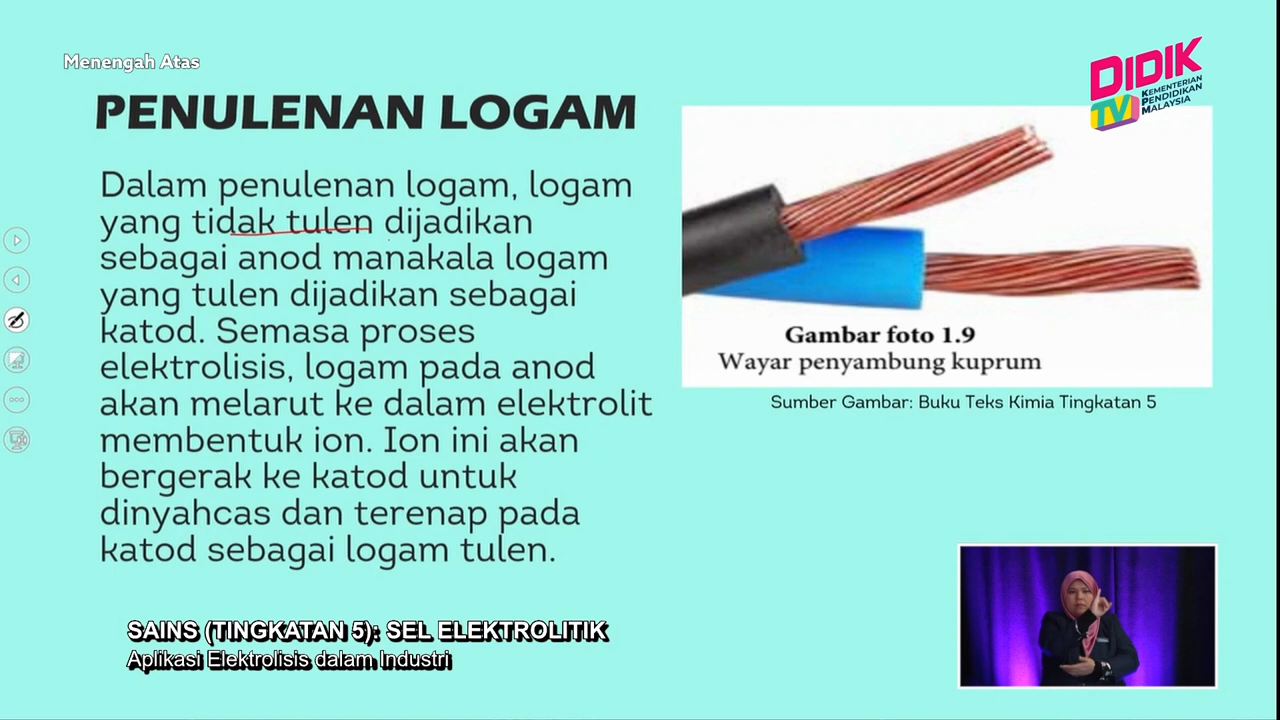 Menengah Atas
DIDIK
TV
KEMENTERIAN
PENDIDIKAN
MALAYSIA
PENULENAN LOGAM
Dalam penulenan logam, logam
yang tidak tulen dijadikan
sebagai anod manakala logam
yang tulen dijadikan sebagai
katod. Semasa proses
elektrolisis, logam pada anod
akan melarut ke dalam elektrolit
membentuk ion. Ion ini akan
bergerak ke katod untuk
dinyahcas dan terenap pada
katod sebagai logam tulen.
Gambar foto 1.9
Wayar penyambung kuprum
Sumber Gambar: Buku Teks Kimia Tingkatan 5
SAINS (TINGKATAN 5): SEL ELEKTROLITIK
Aplikasi Elektrolisis dalam Industri